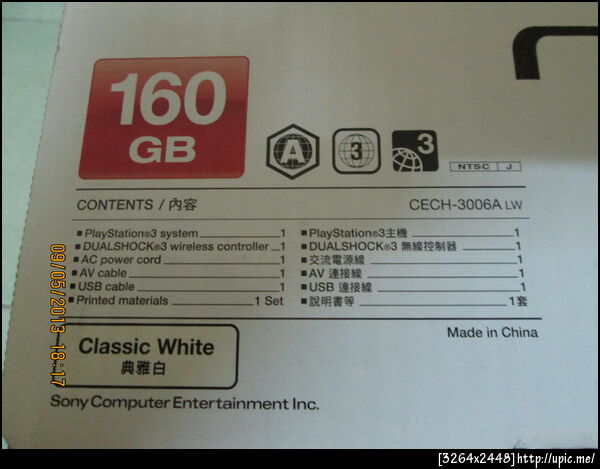 160
GB
A
3
3
NTSC J
CONTENTS / 內容
CECH-3006A LW
■ PlayStation®3 system 1
■ DUALSHOCK®3 wireless controller 1
■ AC power cord 1
■ AV cable 1
■ USB cable 1
■ Printed materials 1 Set
■ PlayStation®3主機 1
■ DUALSHOCK®3 無線控制器 1
■ 交流電源線 1
■ AV 連接線 1
■ USB 連接線 1
■ 說明書等 1套
Classic White
典雅白
Made in China
Sony Computer Entertainment Inc.
09/05/2013 18:17
[3264x2448]http://upic.me/